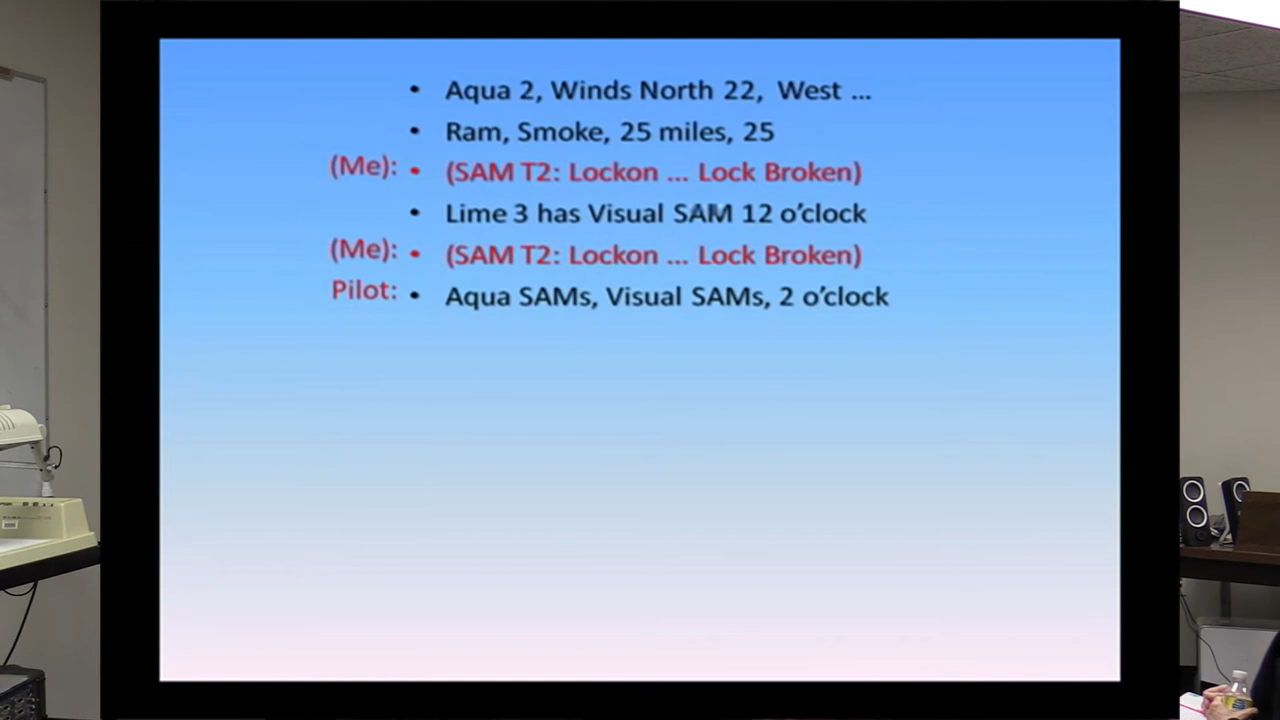 • Aqua 2, Winds North 22, West ...
• Ram, Smoke, 25 miles, 25
(Me): • (SAM T2: Lockon ... Lock Broken)
• Lime 3 has Visual SAM 12 o'clock
(Me): • (SAM T2: Lockon ... Lock Broken)
Pilot: • Aqua SAMs, Visual SAMs, 2 o'clock